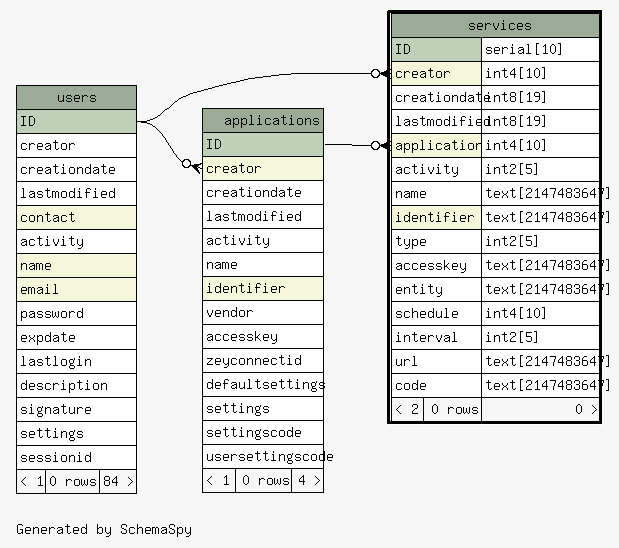 users
ID
creator
creationdate
lastmodified
contact
activity
name
email
password
expdate
lastlogin
description
signature
settings
sessionid
< 1 0 rows 84 >
applications
ID
creator
creationdate
lastmodified
activity
name
identifier
vendor
accesskey
zeyconnectid
defaultsettings
settings
settingscode
usersettingscode
< 1 0 rows 4 >
services
ID serial[10]
creator int4[10]
creationdate int8[19]
lastmodified int8[19]
application int4[10]
activity int2[5]
name text[2147483647]
identifier text[2147483647]
type int2[5]
accesskey text[2147483647]
entity text[2147483647]
schedule int4[10]
interval int2[5]
url text[2147483647]
code text[2147483647]
< 2 0 rows 0 >
Generated by SchemaSpy